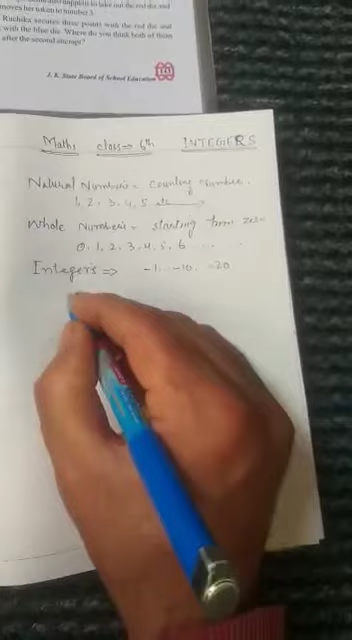 moves her token to number 3.
Ruchika secures three points with the red die and
with the blue die. Where do you think both of them
after the second attempt?
J. K. State Board of School Education
Maths class ⇒ 6th INTEGERS
Natural Numbers = Counting Number.
1, 2, 3, 4, 5 etc
Whole Numbers = starting from zero
0, 1, 2, 3, 4, 5, 6 ....
Integers ⇒ -1, -10, -20